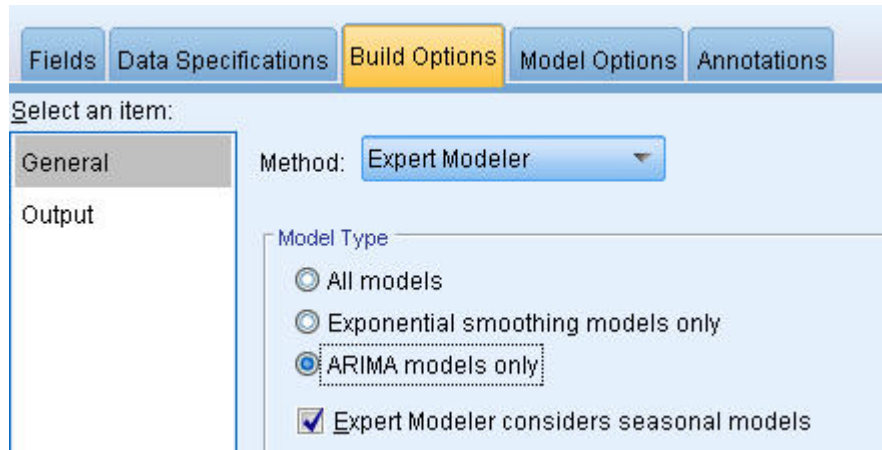 Fields Data Specifications Build Options Model Options Annotations
Select an item:
General
Output
Method: Expert Modeler
Model Type
All models
Exponential smoothing models only
ARIMA models only
Expert Modeler considers seasonal models